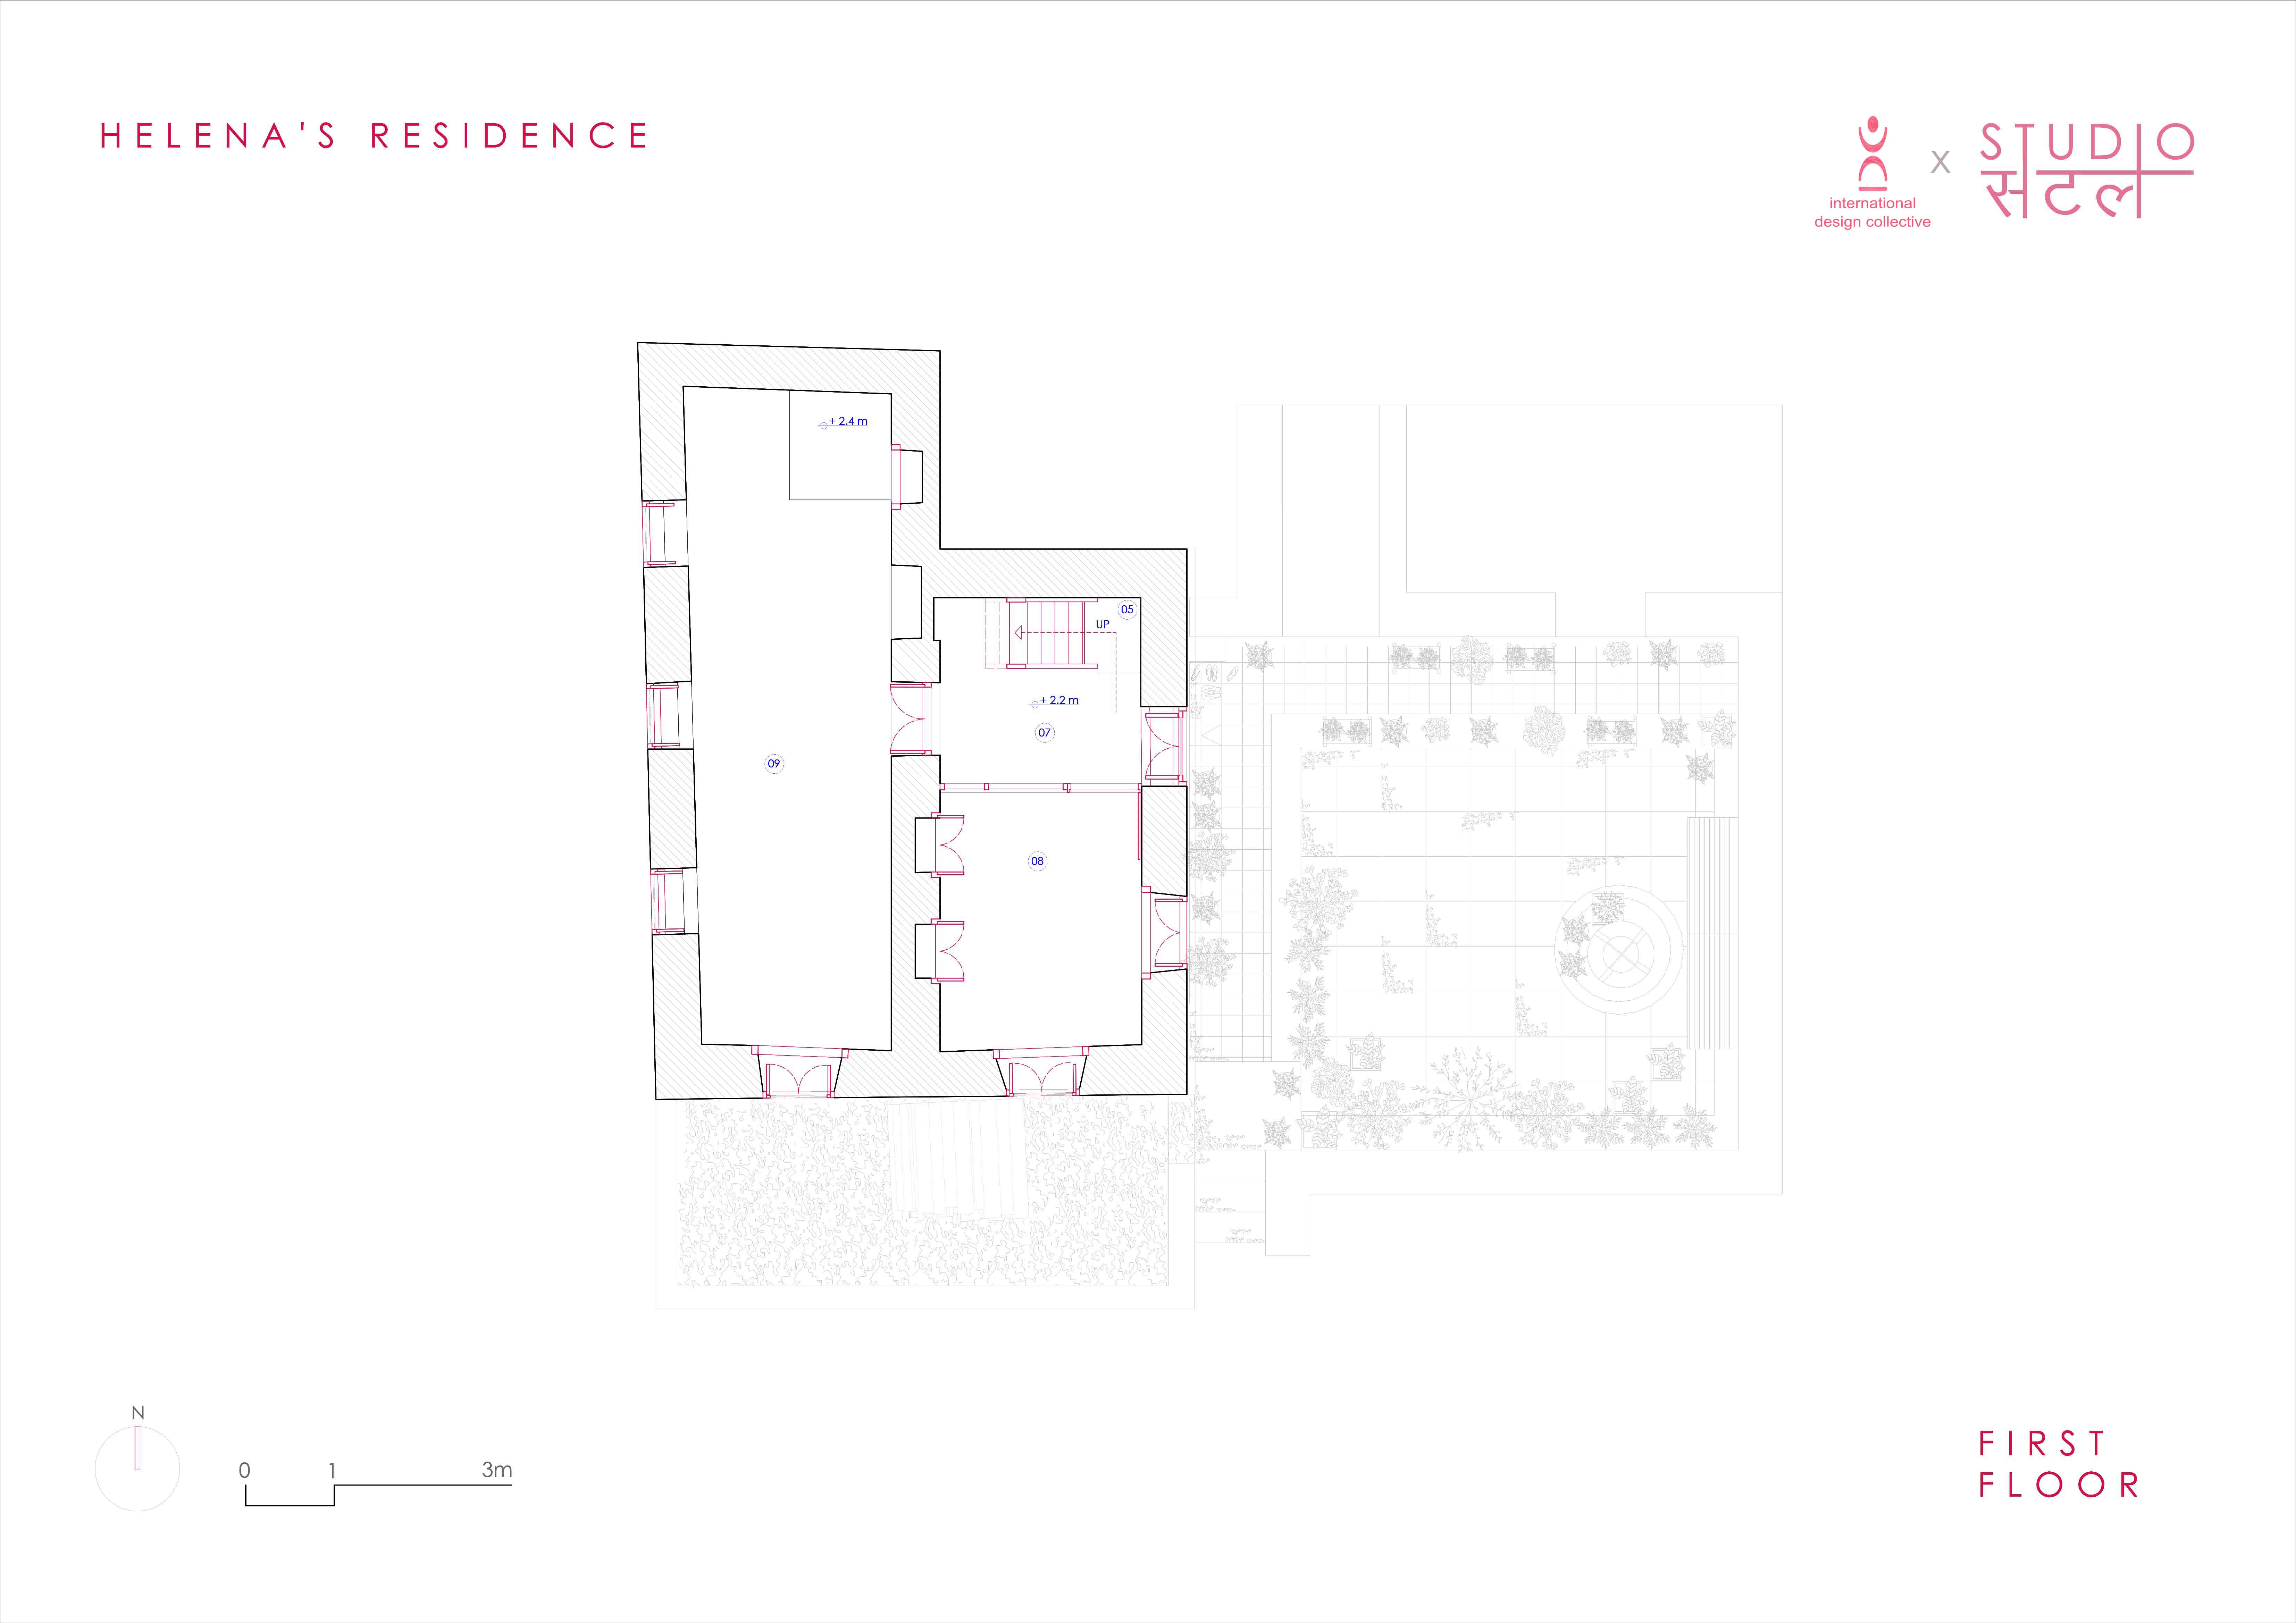 HELENA'S RESIDENCE
international
design collective
X
STUDIO
सटल
+ 2.4 m
05
UP
+ 2.2 m
07
09
08
N
0 1 3m
FIRST
FLOOR